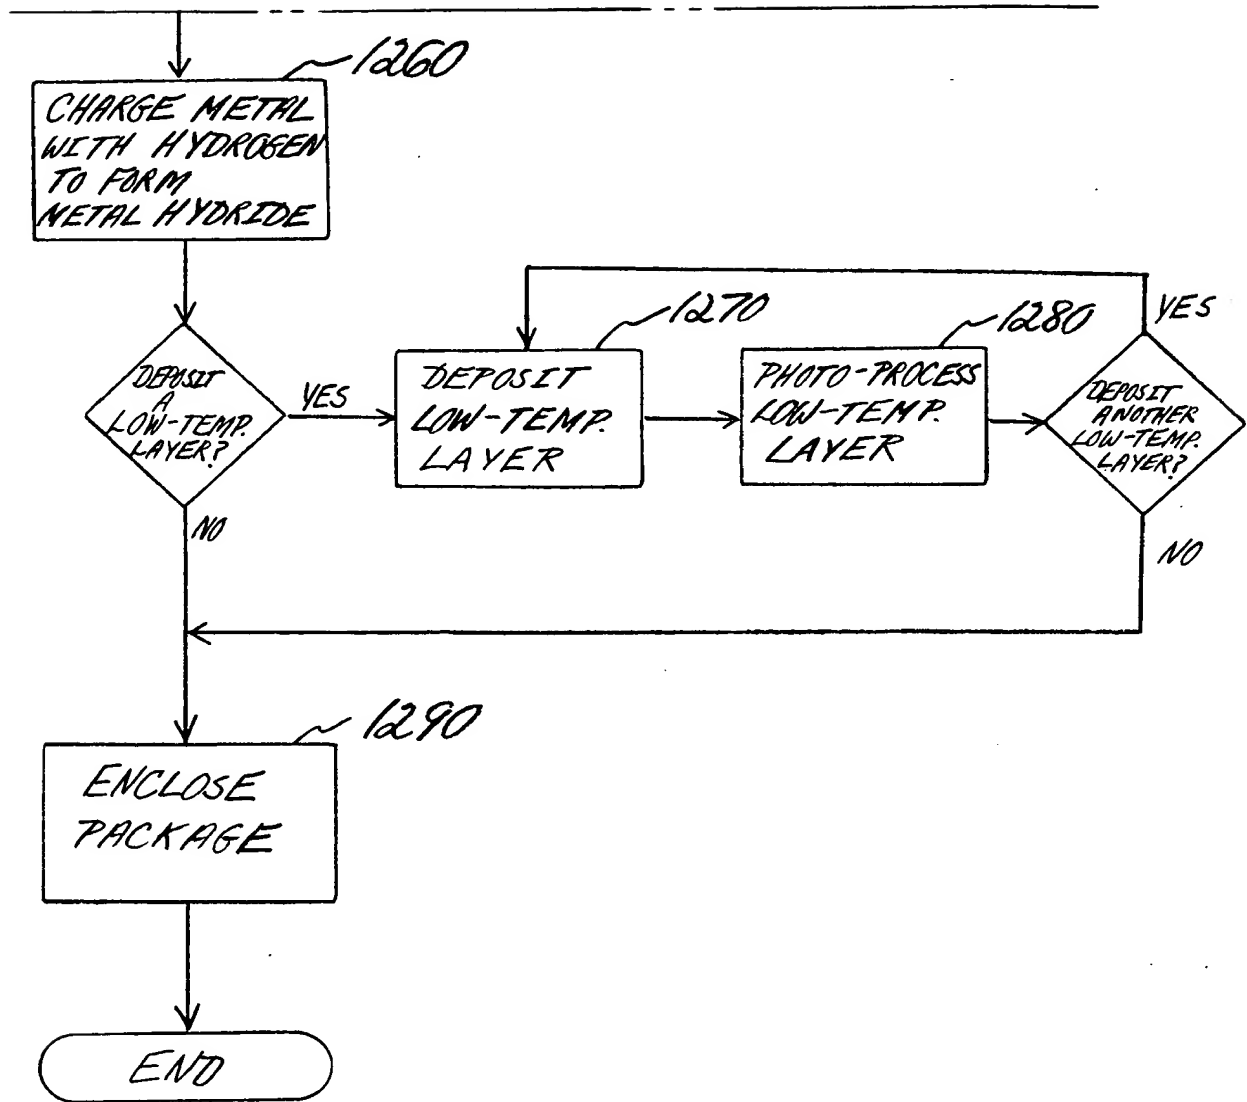 1260
CHARGE METAL
WITH HYDROGEN
TO FORM
METAL HYDRIDE
DEPOSIT
A
LOW-TEMP.
LAYER?
YES
NO
1270
DEPOSIT
LOW-TEMP.
LAYER
1280
PHOTO-PROCESS
LOW-TEMP.
LAYER
YES
DEPOSIT
ANOTHER
LOW-TEMP.
LAYER?
NO
1290
ENCLOSE
PACKAGE
END